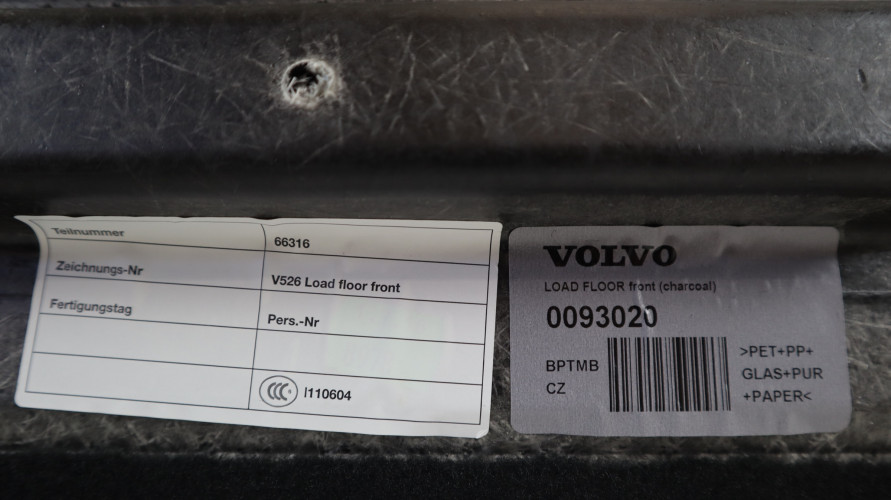 Teilnummer
66316
Zeichnungs-Nr
V526 Load floor front
Fertigungstag
Pers.-Nr
CCC I110604
VOLVO
LOAD FLOOR front (charcoal)
0093020
BPTMB
CZ
>PET+PP+
GLAS+PUR
+PAPER<